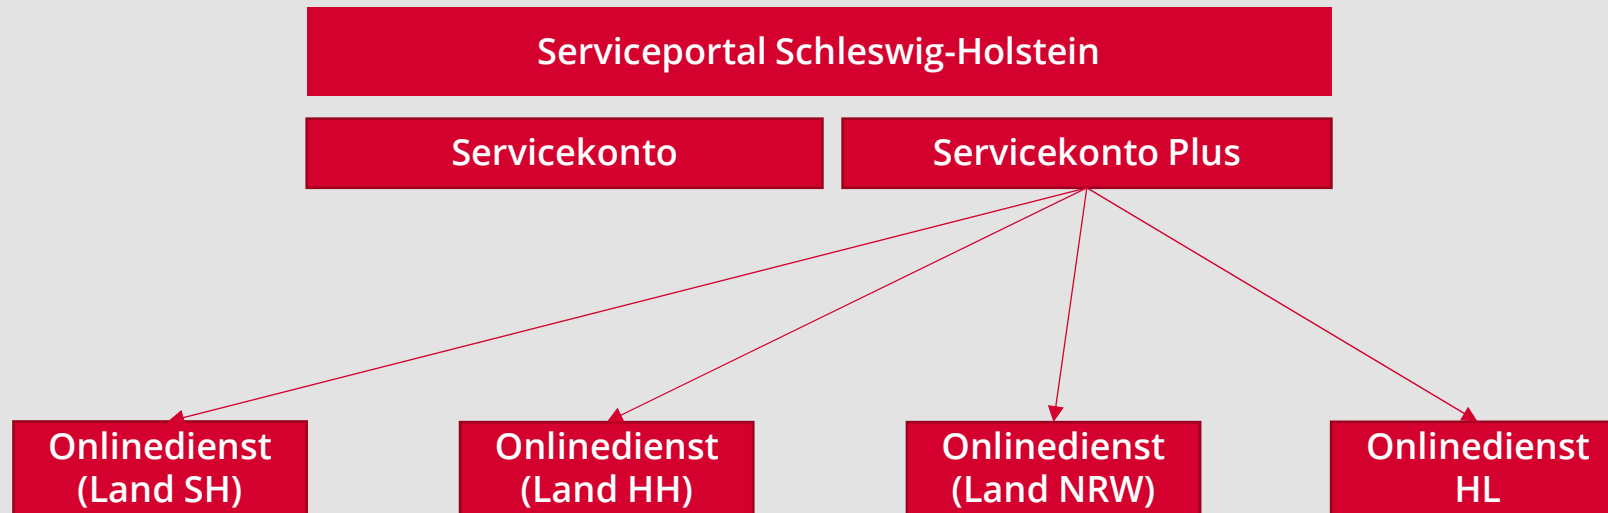 Serviceportal Schleswig-Holstein
Servicekonto
Servicekonto Plus
Onlinedienst
(Land SH)
Onlinedienst
(Land HH)
Onlinedienst
(Land NRW)
Onlinedienst
HL